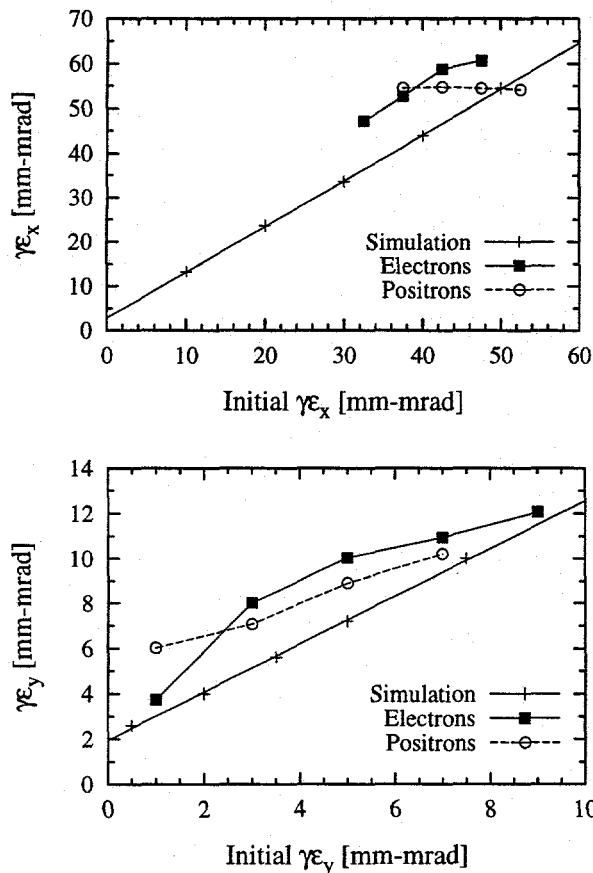 70
60
50
40
30
20
10
0
γε_x [mm-mrad]
Simulation
Electrons
Positrons
0 10 20 30 40 50 60
Initial γε_x [mm-mrad]
14
12
10
8
6
4
2
0
γε_y [mm-mrad]
Simulation
Electrons
Positrons
0 2 4 6 8 10
Initial γε_y [mm-mrad]